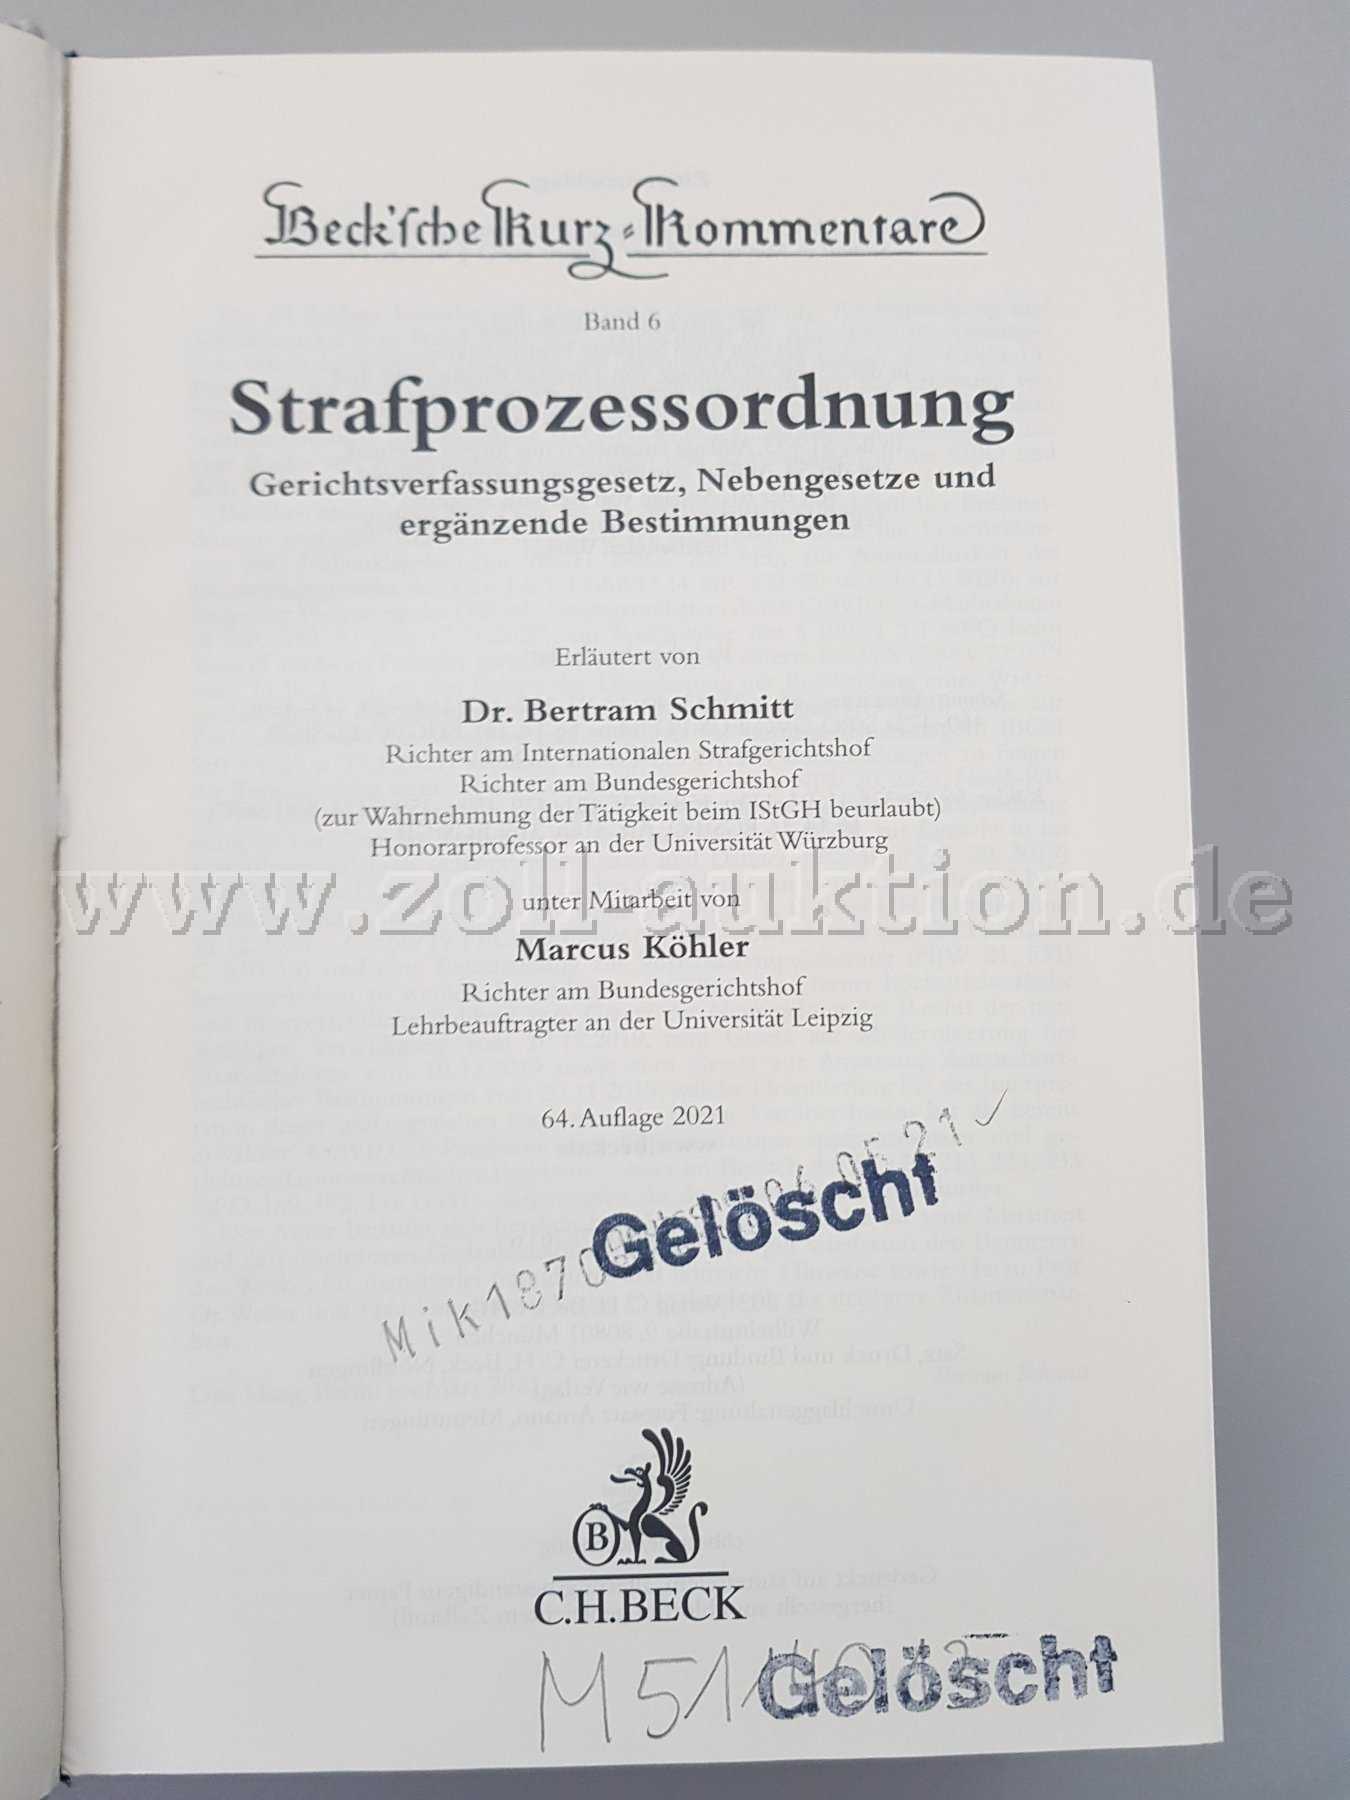 Beck'sche Kurz-Kommentare
Band 6
Strafprozessordnung
Gerichtsverfassungsgesetz, Nebengesetze und
ergänzende Bestimmungen
Erläutert von
Dr. Bertram Schmitt
Richter am Internationalen Strafgerichtshof
Richter am Bundesgerichtshof
(zur Wahrnehmung der Tätigkeit beim IStGH beurlaubt)
Honorarprofessor an der Universität Würzburg
www.zoll-auktion.de
unter Mitarbeit von
Marcus Köhler
Richter am Bundesgerichtshof
Lehrbeauftragter an der Universität Leipzig
64. Auflage 2021
Gelöscht
B
C.H.BECK
Gelöscht